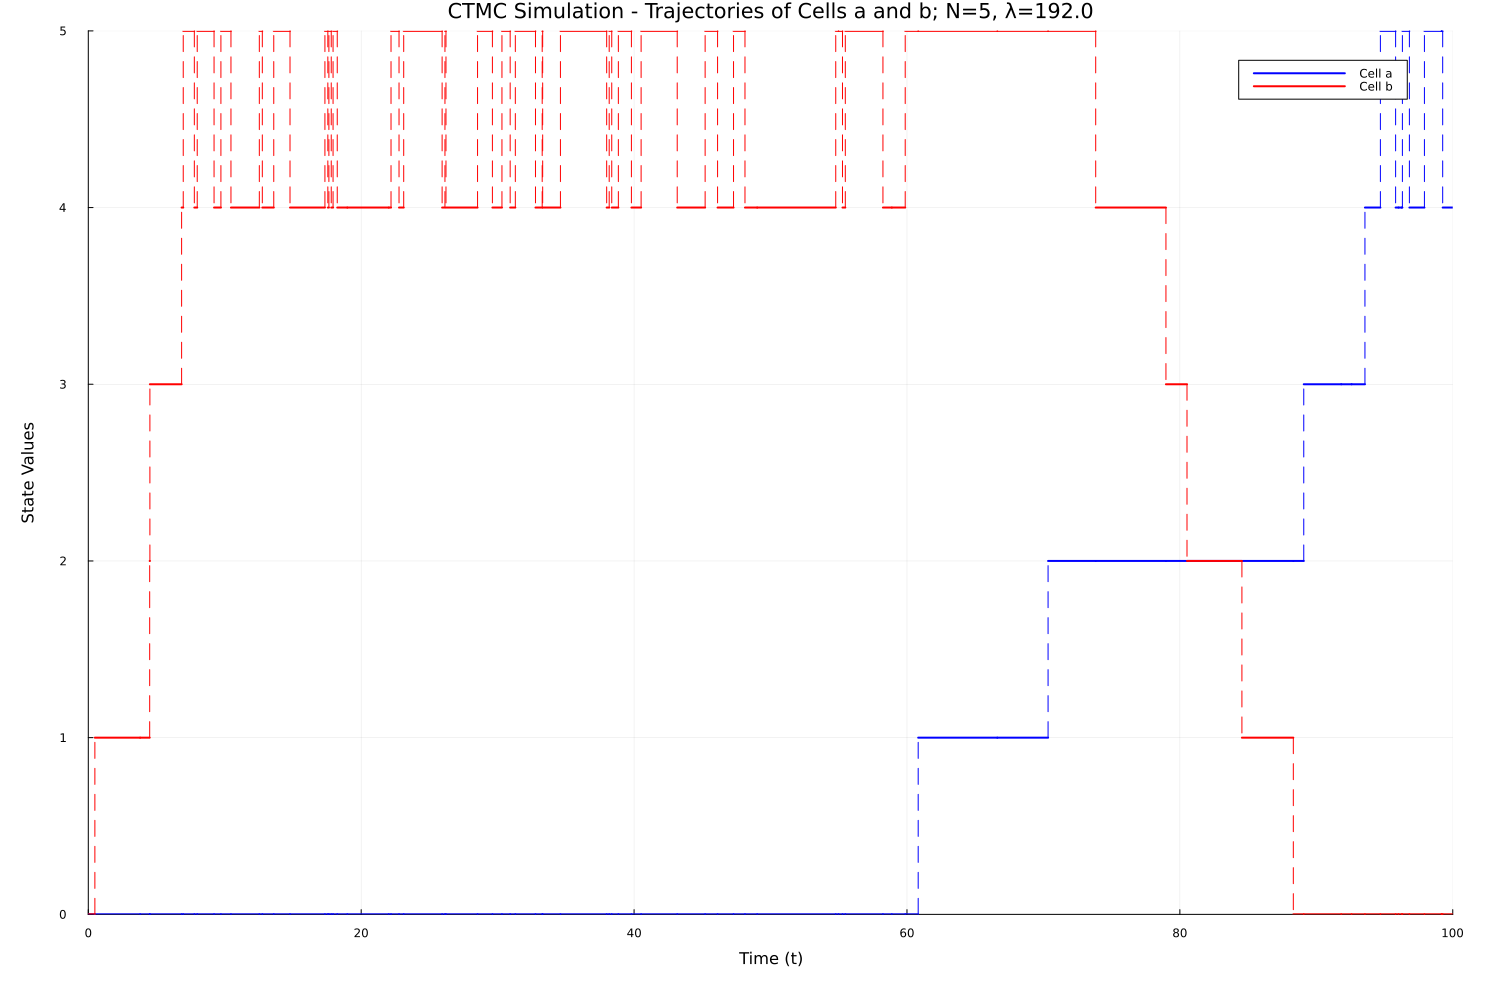 CTMC Simulation - Trajectories of Cells a and b; N=5, λ=192.0
5
Cell a
Cell b
4
3
State Values
2
1
0
0 20 40 60 80 100
Time (t)